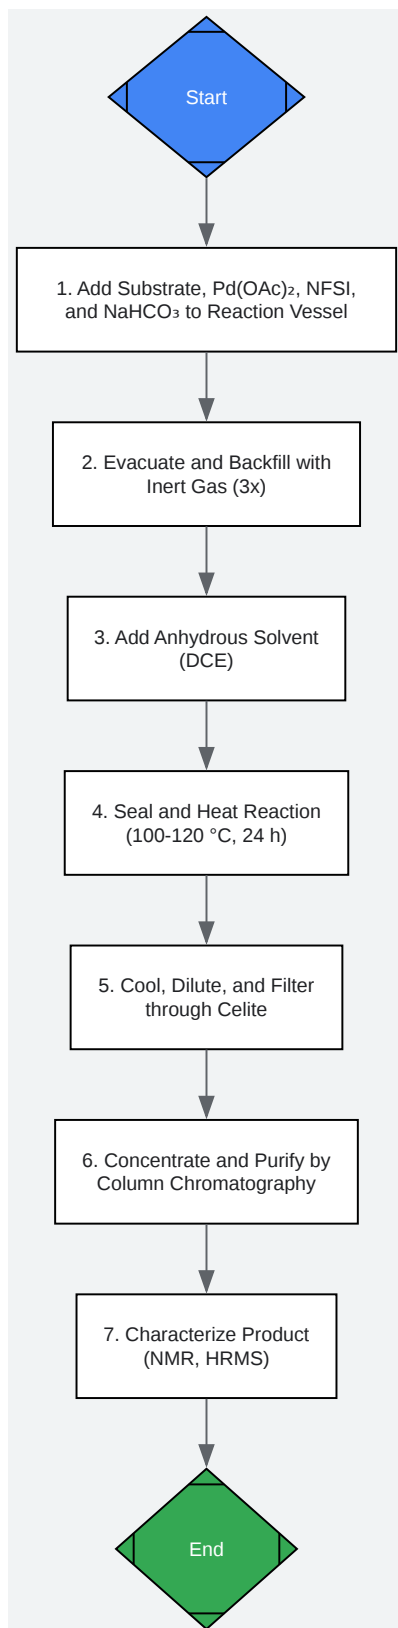 Start
1. Add Substrate, Pd(OAc)₂, NFSI,
and NaHCO₃ to Reaction Vessel
2. Evacuate and Backfill with
Inert Gas (3x)
3. Add Anhydrous Solvent
(DCE)
4. Seal and Heat Reaction
(100-120 °C, 24 h)
5. Cool, Dilute, and Filter
through Celite
6. Concentrate and Purify by
Column Chromatography
7. Characterize Product
(NMR, HRMS)
End